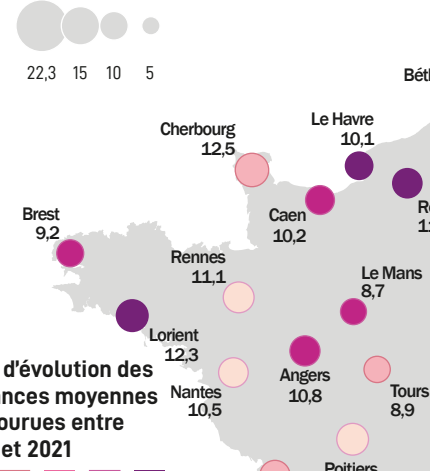 22,3 15 10 5
Cherbourg
12,5
Le Havre
10,1
Caen
10,2
Brest
9,2
Rennes
11,1
Le Mans
8,7
Lorient
12,3
Angers
10,8
Nantes
10,5
Tours
8,9
Poitiers
d'évolution des
moyennes
entre
et 2021